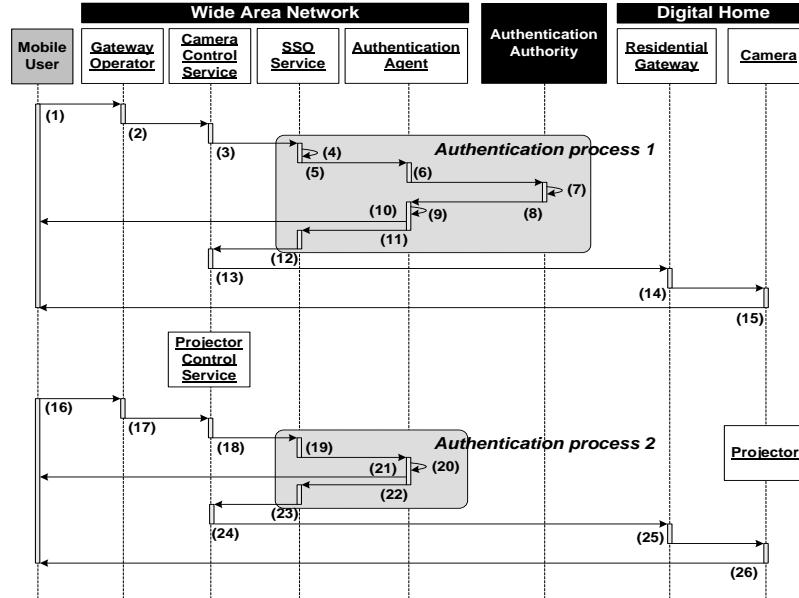 Wide Area Network
Digital Home
Mobile
User
Gateway
Operator
Camera
Control
Service
SSO
Service
Authentication
Agent
Authentication
Authority
Residential
Gateway
Camera
(1)
(2)
(3)
(4)
Authentication process 1
(5)
(6)
(7)
(8)
(9)
(10)
(11)
(12)
(13)
(14)
(15)
Projector
Control
Service
(16)
(17)
(18)
(19)
Authentication process 2
Projector
(20)
(21)
(22)
(23)
(24)
(25)
(26)